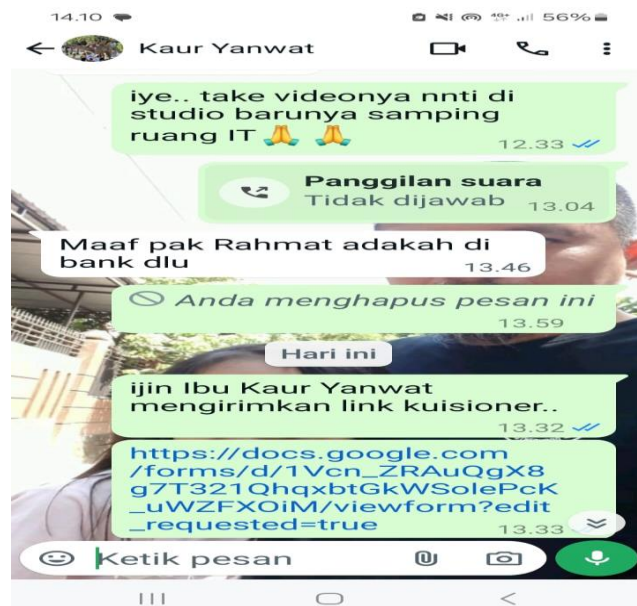 14.10
56%
Kaur Yanwat
iye.. take videonya nnti di
studio barunya samping
ruang IT 🙏 🙏
12.33
Panggilan suara
Tidak dijawab 13.04
Maaf pak Rahmat adakah di
bank dlu
13.46
Anda menghapus pesan ini
13.59
Hari ini
ijin Ibu Kaur Yanwat
mengirimkan link kuisioner..
13.32
https://docs.google.com
/forms/d/1Vcn_ZRAuQgX8
g7T321QhqxbtGkWSolePcK
_uWZFXOiM/viewform?edit
_requested=true
13.33
Ketik pesan